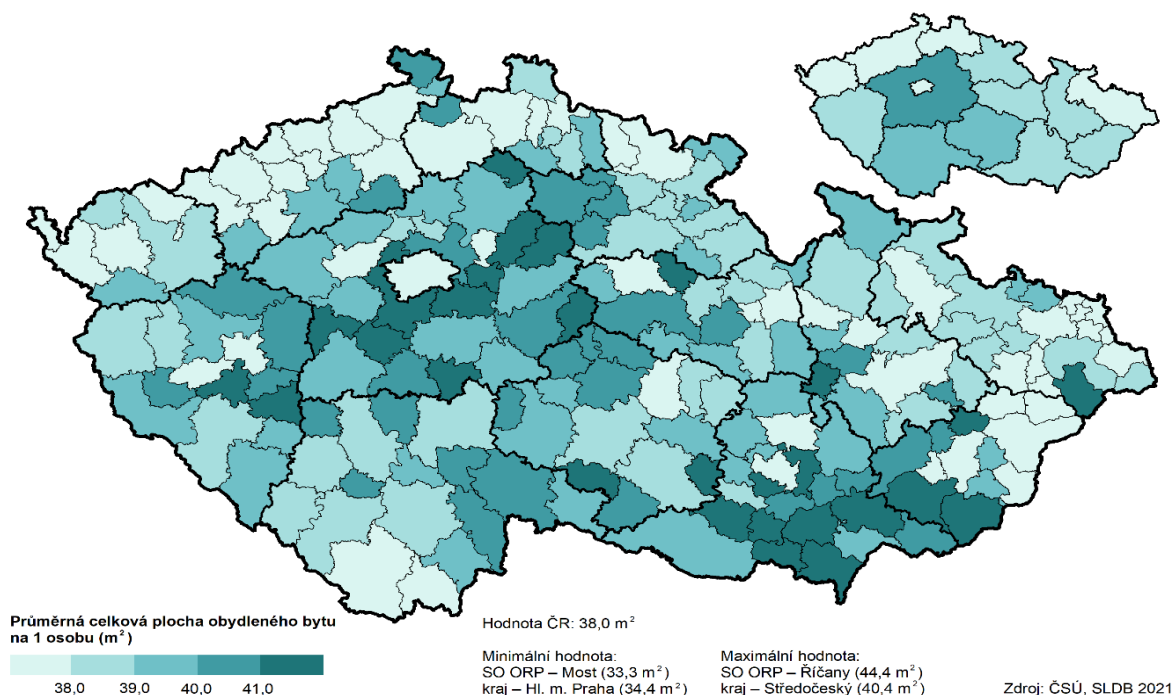 Průměrná celková plocha obydleného bytu
na 1 osobu (m²)
38,0 39,0 40,0 41,0
Hodnota ČR: 38,0 m²
Minimální hodnota:
SO ORP – Most (33,3 m²)
kraj – Hl. m. Praha (34,4 m²)
Maximální hodnota:
SO ORP – Říčany (44,4 m²)
kraj – Středočeský (40,4 m²)
Zdroj: ČSÚ, SLDB 2021